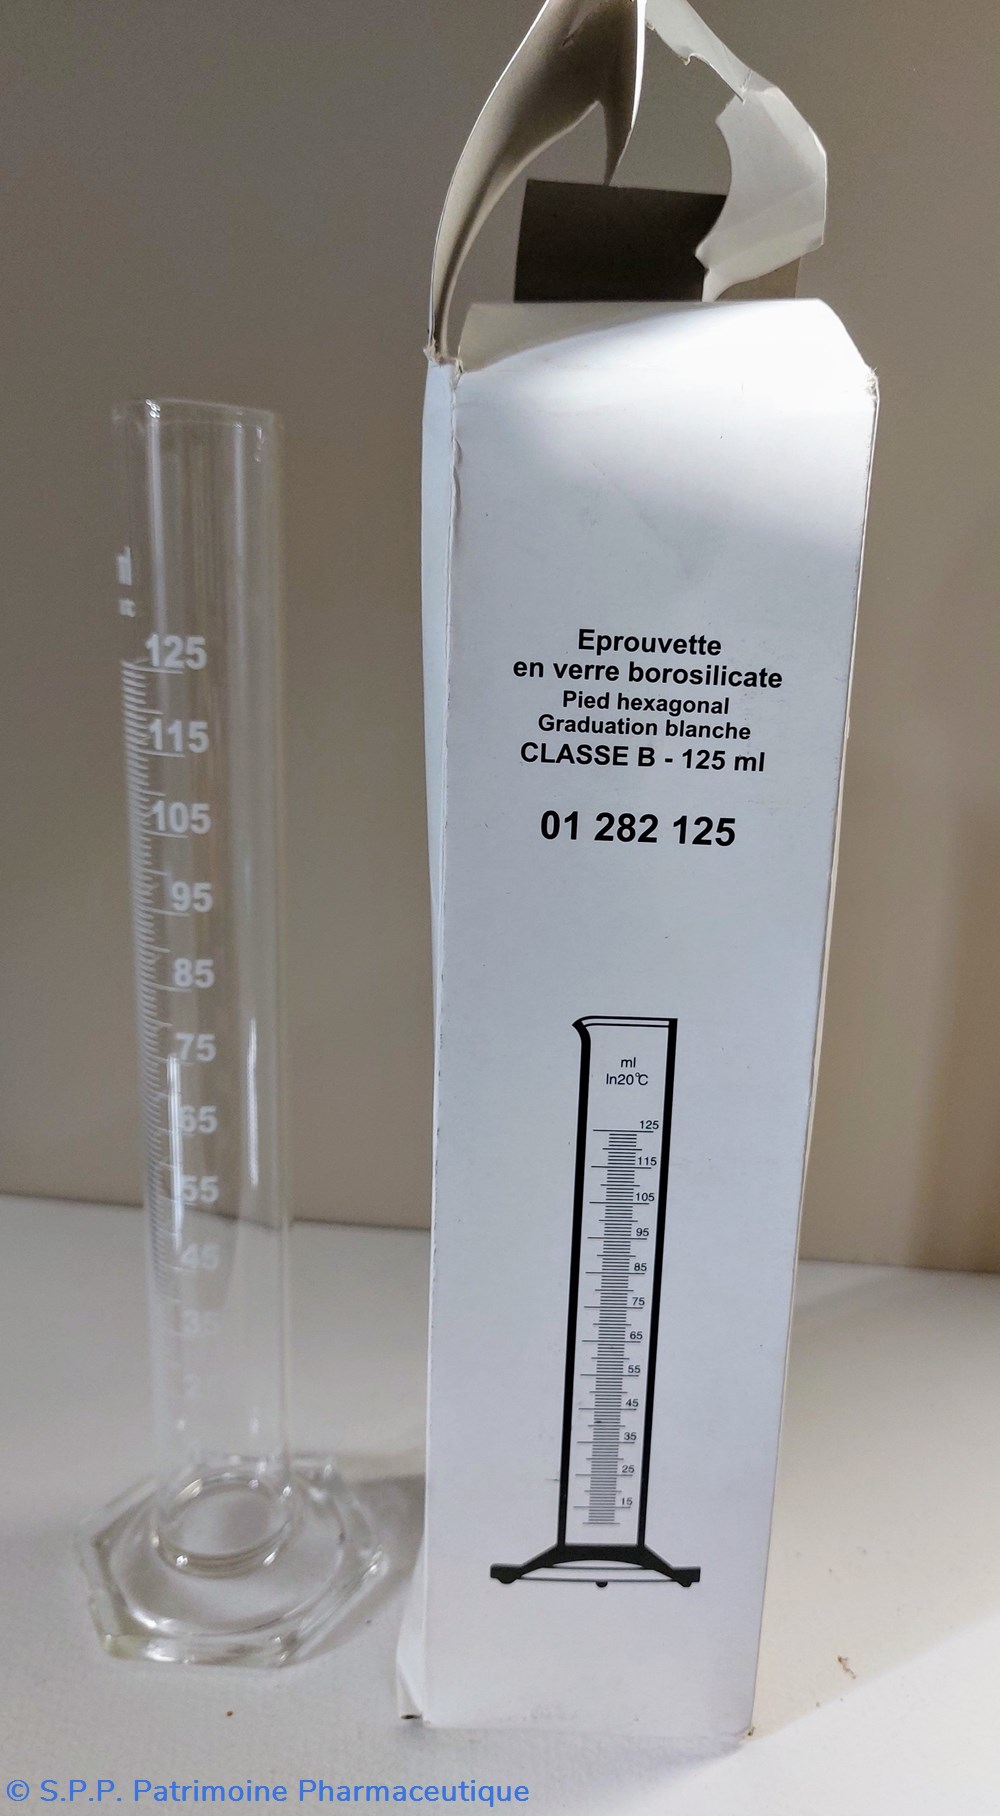 125
115
105
95
85
75
65
55
45
35
Eprouvette
en verre borosilicate
Pied hexagonal
Graduation blanche
CLASSE B - 125 ml
01 282 125
ml
In20°C
125
115
105
95
85
75
65
55
45
35
25
15
© S.P.P. Patrimoine Pharmaceutique